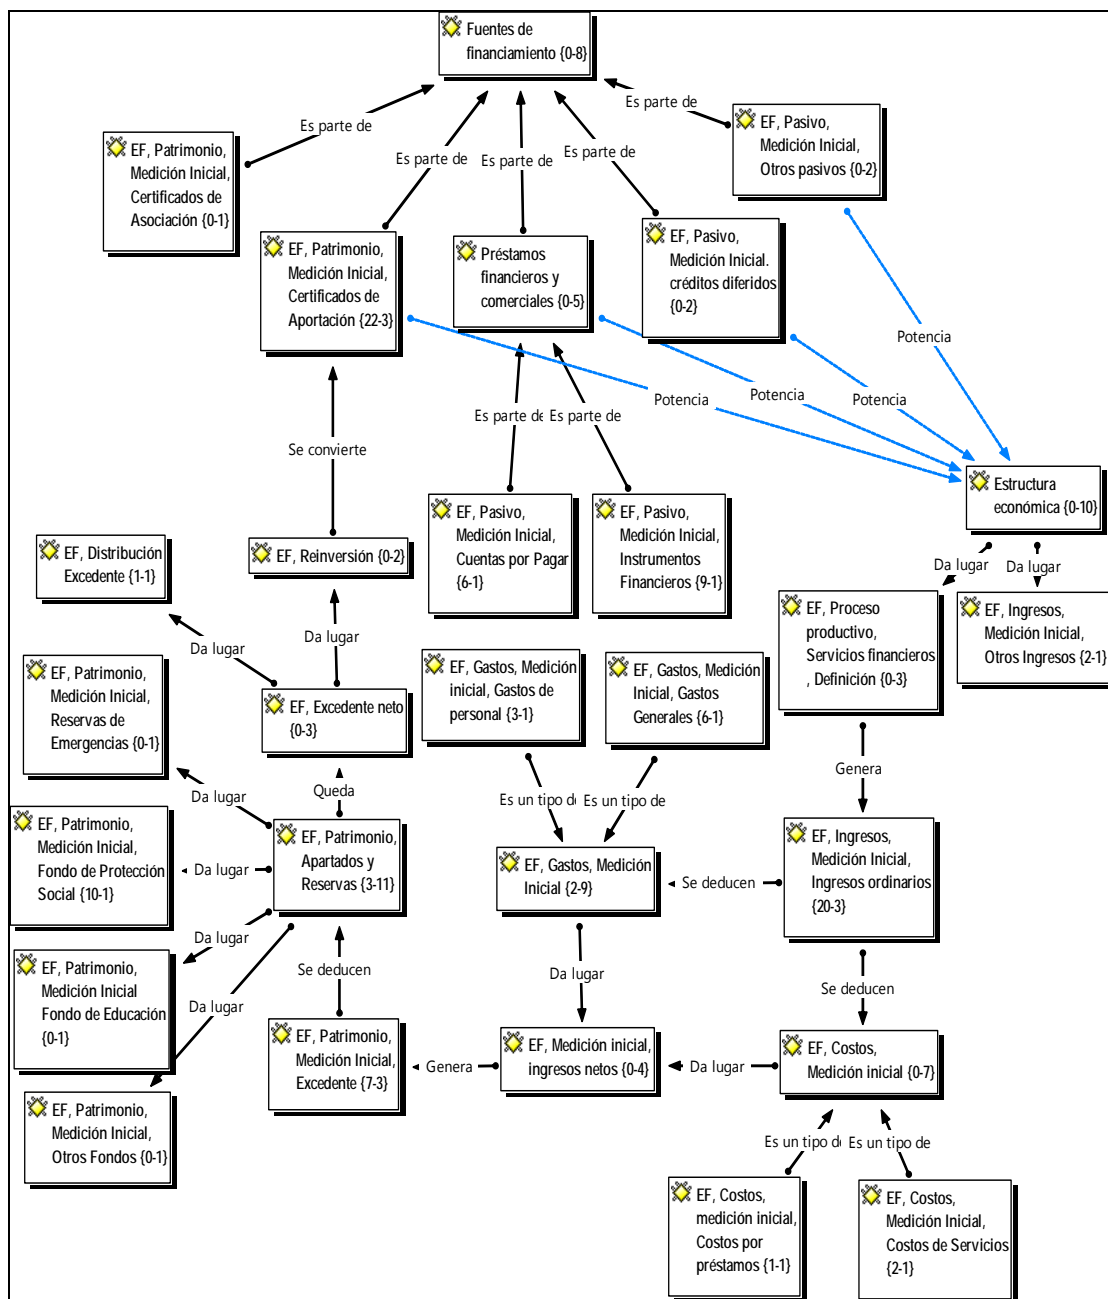 Fuentes de
financiamiento {0-8}
Es parte de
EF, Pasivo,
Medición Inicial,
Otros pasivos {0-2}
Es parte de
EF, Patrimonio,
Medición Inicial,
Certificados de
Asociación {0-1}
Es parte de
Es parte de
Es parte de
EF, Patrimonio,
Medición Inicial,
Certificados de
Aportación {22-3}
Préstamos
financieros y
comerciales {0-5}
EF, Pasivo,
Medición Inicial.
créditos diferidos
{0-2}
Potencia
Potencia
Potencia
Potencia
Es parte de
Es parte de
Se convierte
Estructura
económica {0-10}
EF, Pasivo,
Medición Inicial,
Cuentas por Pagar
{6-1}
EF, Pasivo,
Medición Inicial,
Instrumentos
Financieros {9-1}
EF, Distribución
Excedente {1-1}
EF, Reinversión {0-2}
Da lugar
Da lugar
EF, Proceso
productivo,
Servicios financieros
, Definición {0-3}
EF, Ingresos,
Medición Inicial,
Otros Ingresos {2-1}
Da lugar
Da lugar
EF, Patrimonio,
Medición Inicial,
Reservas de
Emergencias {0-1}
EF, Gastos, Medición
inicial, Gastos de
personal {3-1}
EF, Gastos, Medición
Inicial, Gastos
Generales {6-1}
EF, Excedente neto
{0-3}
Genera
Queda
Da lugar
Es un tipo de
Es un tipo de
EF, Patrimonio,
Medición Inicial,
Fondo de Protección
Social {10-1}
Da lugar
EF, Patrimonio,
Apartados y
Reservas {3-11}
EF, Gastos, Medición
Inicial {2-9}
Se deducen
EF, Ingresos,
Medición Inicial,
Ingresos ordinarios
{20-3}
Da lugar
EF, Patrimonio,
Medición Inicial
Fondo de Educación
{0-1}
Da lugar
Se deducen
Da lugar
Se deducen
EF, Patrimonio,
Medición Inicial,
Excedente {7-3}
Genera
EF, Medición inicial,
ingresos netos {0-4}
Da lugar
EF, Costos,
Medición inicial {0-7}
EF, Patrimonio,
Medición Inicial,
Otros Fondos {0-1}
Es un tipo de
Es un tipo de
EF, Costos,
medición inicial,
Costos por
préstamos {1-1}
EF, Costos,
Medición Inicial,
Costos de Servicios
{2-1}